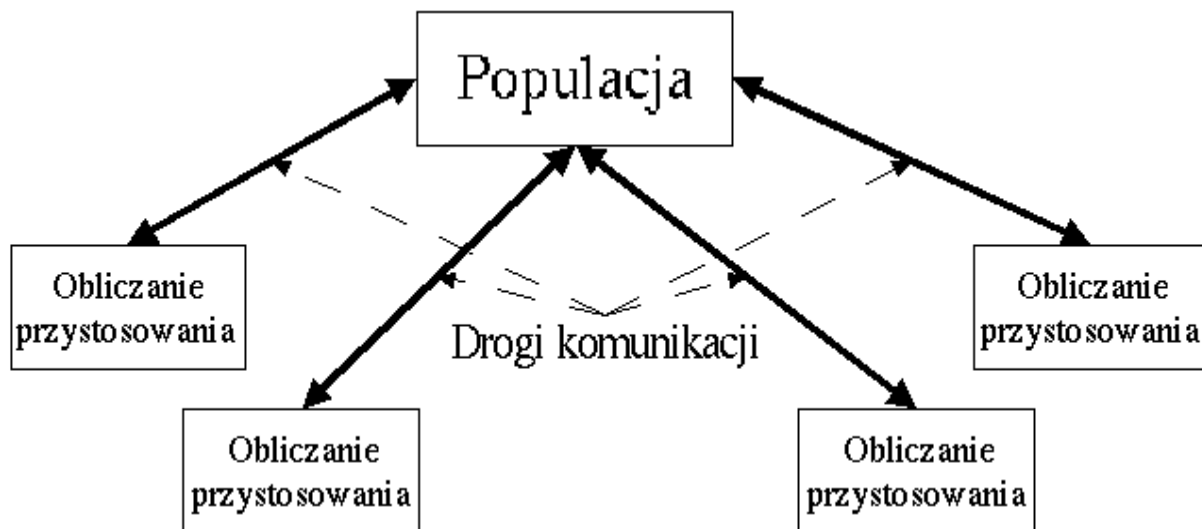 Populacja
Obliczanie
przystosowania
Obliczanie
przystosowania
Drogi komunikacji
Obliczanie
przystosowania
Obliczanie
przystosowania